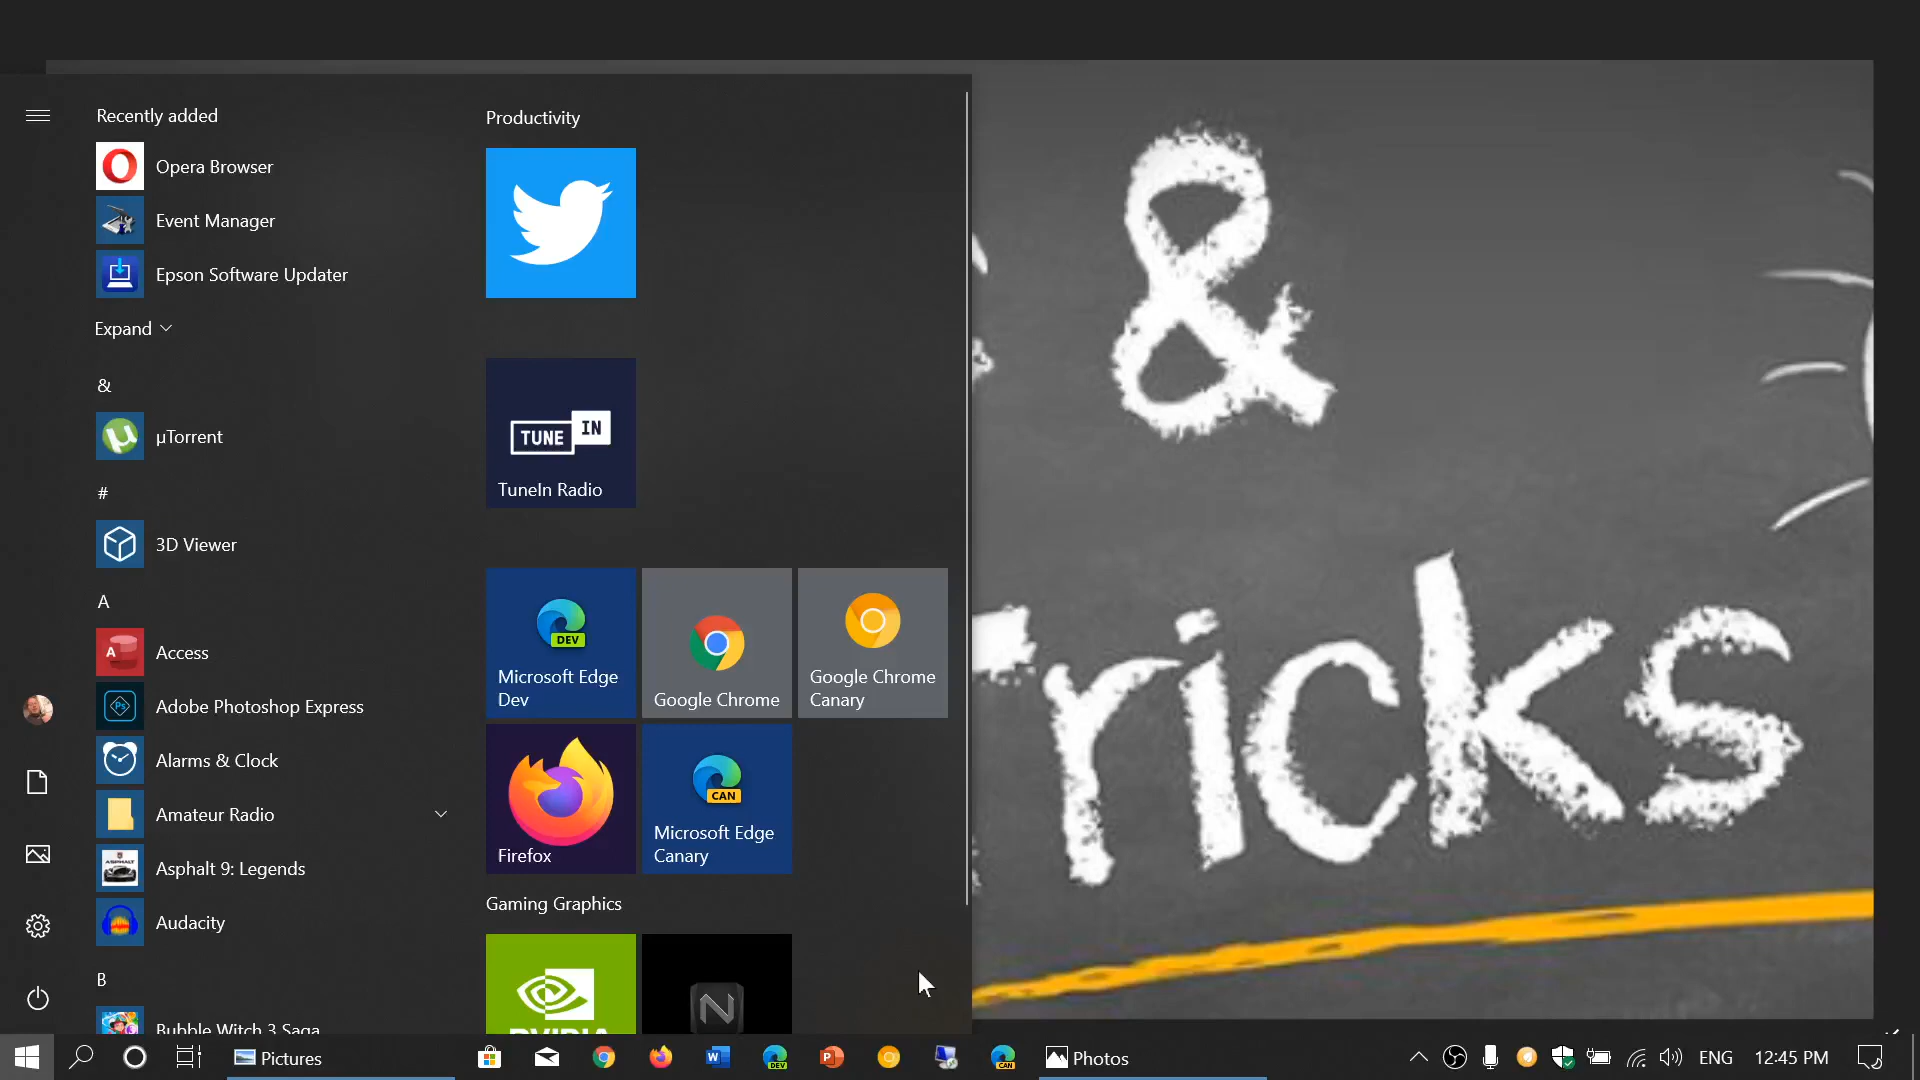 Recently added
Opera Browser
Event Manager
Epson Software Updater
Expand
&
µTorrent
#
3D Viewer
A
Access
Adobe Photoshop Express
Alarms & Clock
Amateur Radio
Asphalt 9: Legends
Audacity
B
Bubble Witch 3 Saga
Productivity
TUNE IN
TuneIn Radio
DEV
Microsoft Edge
Dev
Google Chrome
Google Chrome
Canary
Firefox
CAN
Microsoft Edge
Canary
Gaming Graphics
NVIDIA
N
&
Tricks
Pictures
Photos
ENG
12:45 PM